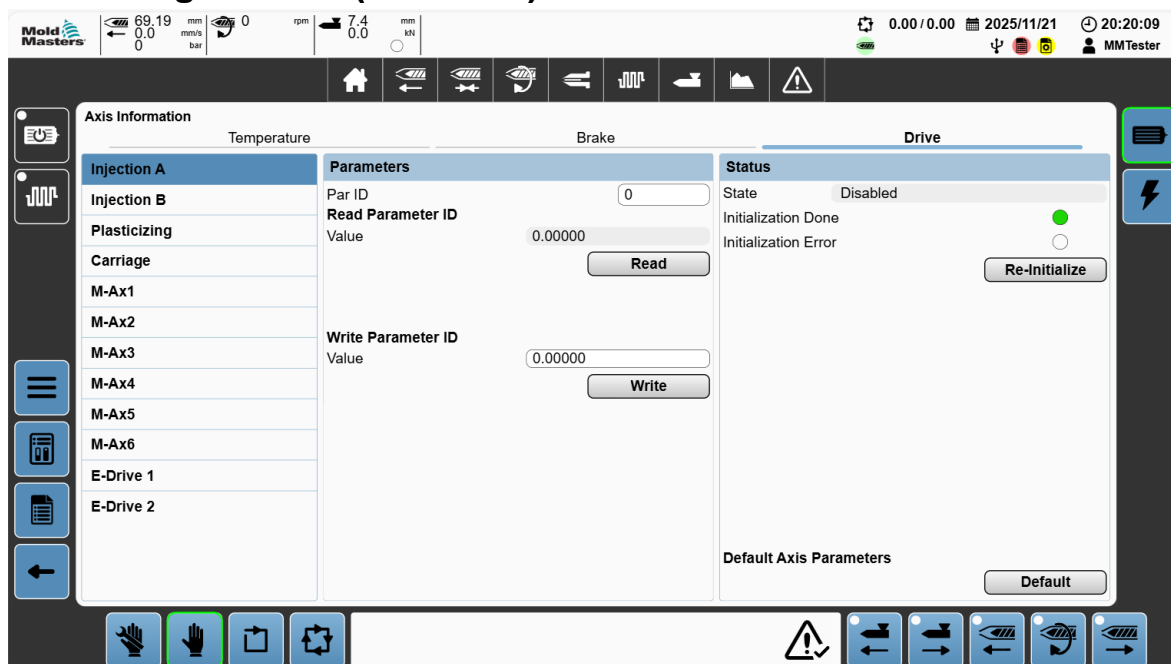 Mold
Masters
69.19 mm
0.0 mm/s
0 bar
0 rpm
7.4 mm
0.0 kN
0.00 / 0.00 2025/11/21 20:20:09
MMTester
Axis Information
Temperature Brake Drive
Injection A Parameters Status
Par ID 0 State Disabled
Injection B Read Parameter ID Initialization Done
Plasticizing Value 0.00000 Initialization Error
Carriage Read Re-Initialize
M-Ax1
M-Ax2
Write Parameter ID
M-Ax3 Value 0.00000
M-Ax4 Write
M-Ax5
M-Ax6
E-Drive 1
E-Drive 2
Default Axis Parameters
Default